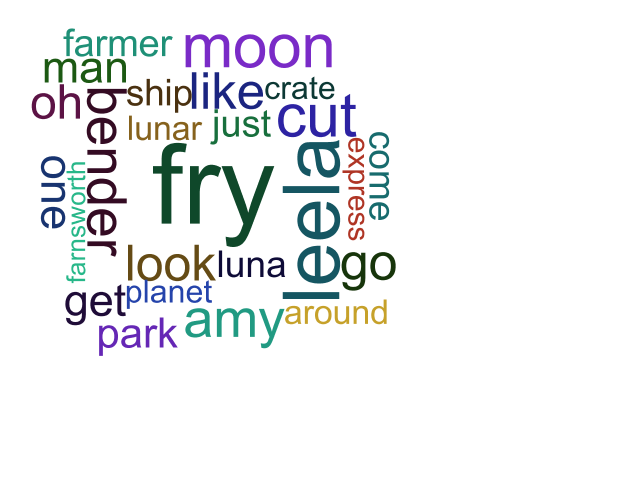 farmer
moon
man
ship
like
crate
oh
bender
lunar
just
cut
fry
leela
express
come
one
farnsworth
look
luna
go
get
planet
amy
around
park